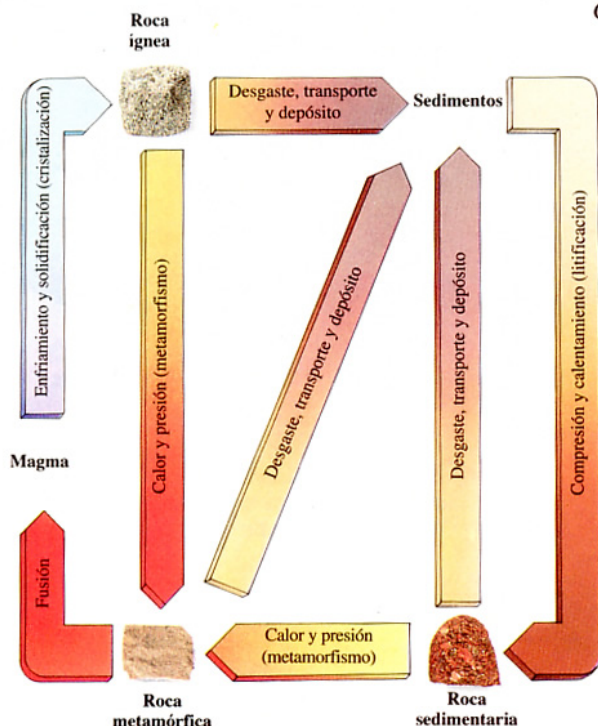 Roca
ignea
Desgaste, transporte
y depósito
Sedimentos
Enfriamiento y solidificación (cristalización)
Calor y presión (metamorfismo)
Desgaste, transporte y depósito
Desgaste, transporte y depósito
Compresión y calentamiento (litificación)
Magma
Fusión
Calor y presión
(metamorfismo)
Roca
metamórfica
Roca
sedimentaria